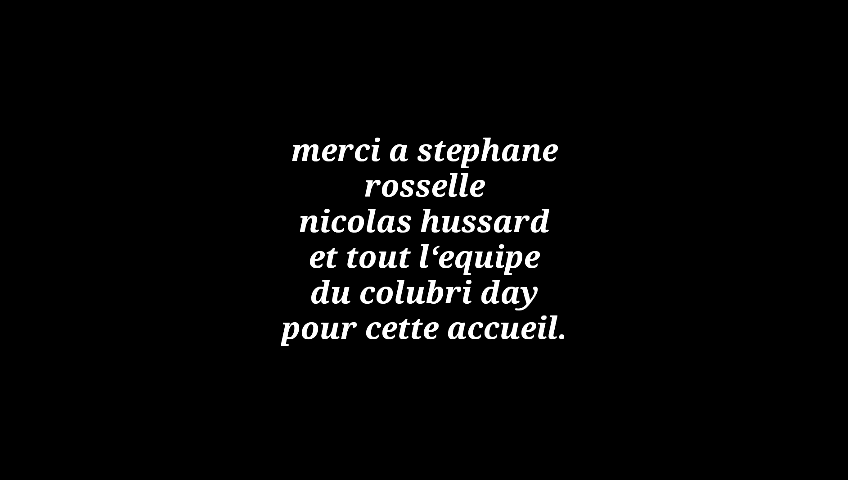 merci a stephane
rosselle
nicolas hussard
et tout l‘equipe
du colubri day
pour cette accueil.